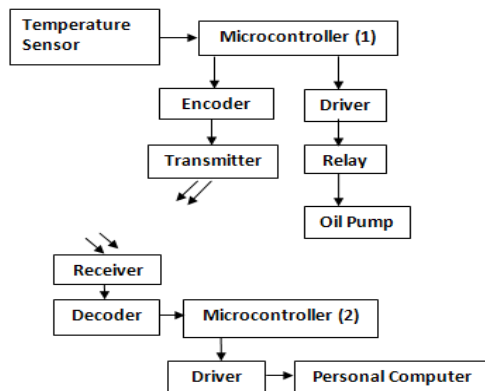 Temperature
Sensor
Microcontroller (1)
Encoder
Driver
Transmitter
Relay
Oil Pump
Receiver
Decoder
Microcontroller (2)
Driver
Personal Computer